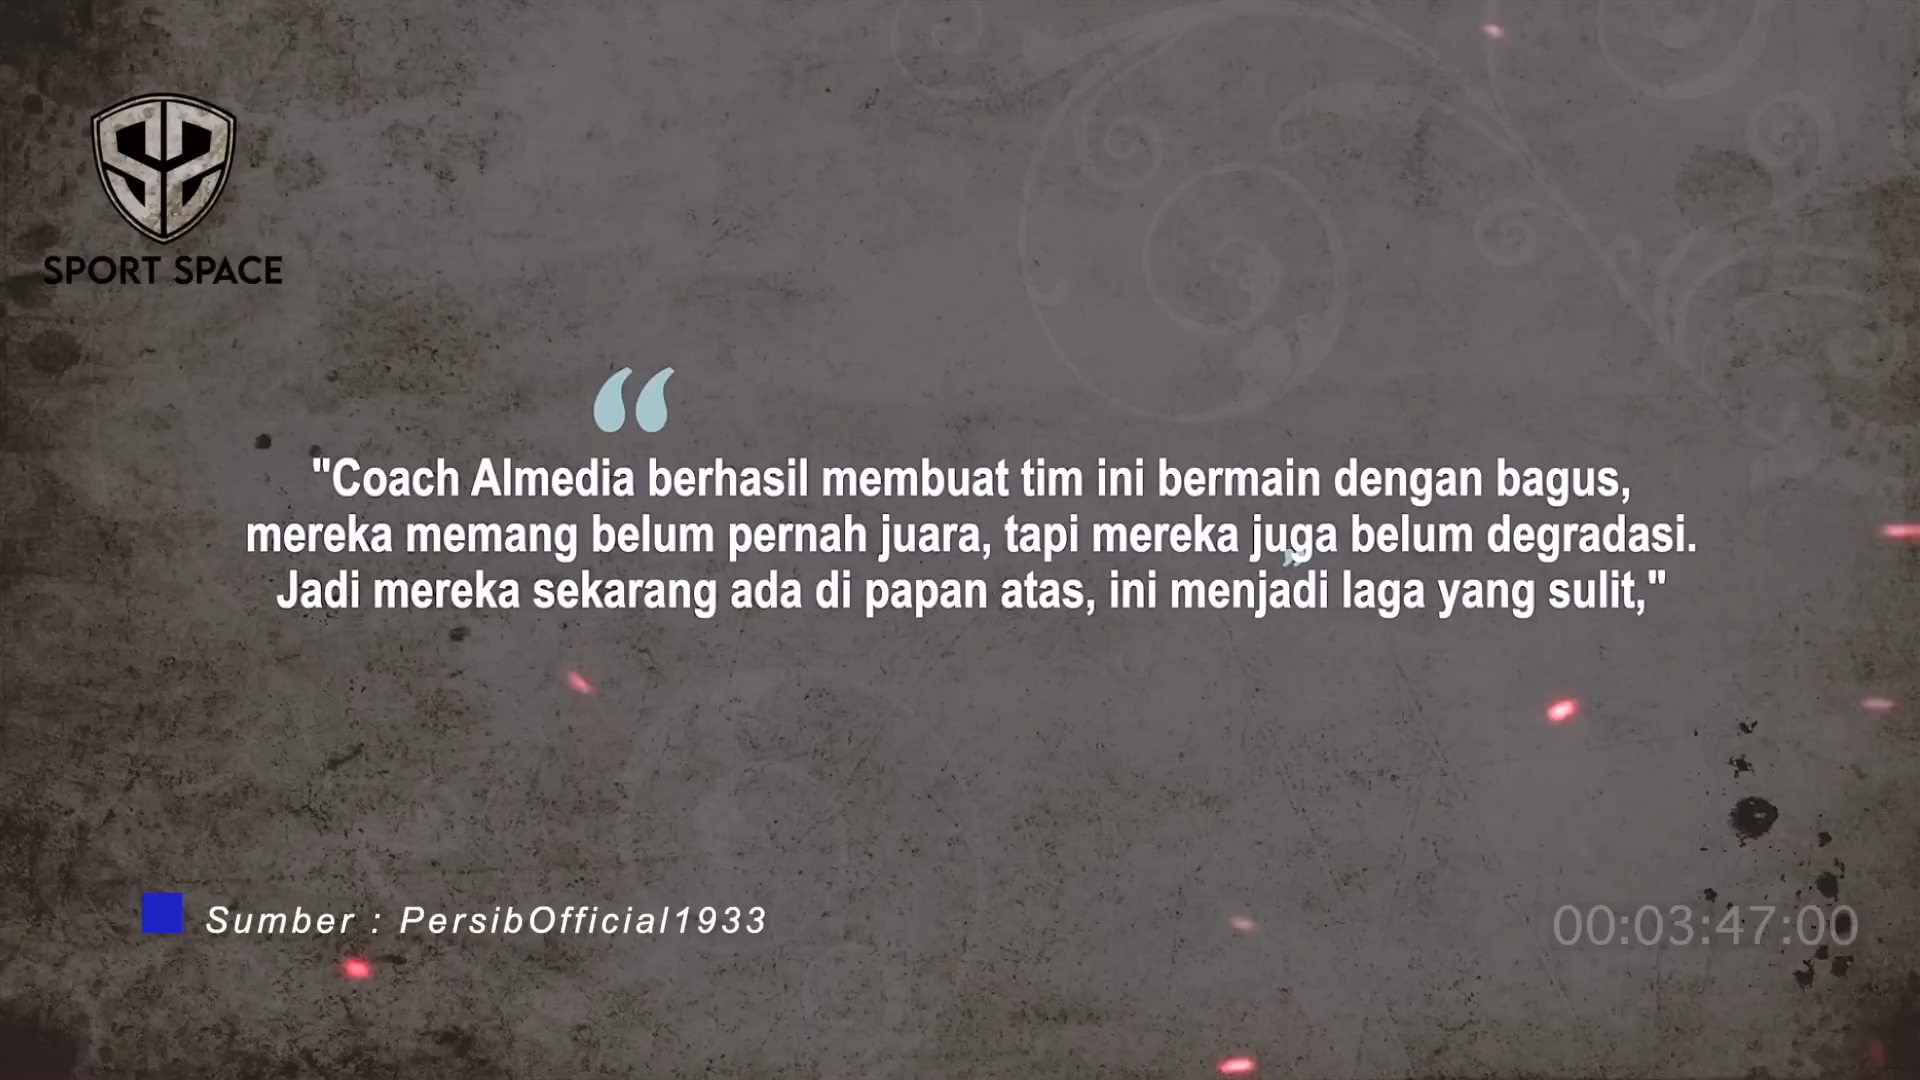 SPORT SPACE
“
"Coach Almedia berhasil membuat tim ini bermain dengan bagus,
mereka memang belum pernah juara, tapi mereka juga belum degradasi.
Jadi mereka sekarang ada di papan atas, ini menjadi laga yang sulit,"
Sumber : PersibOfficial1933
00:03:47:00